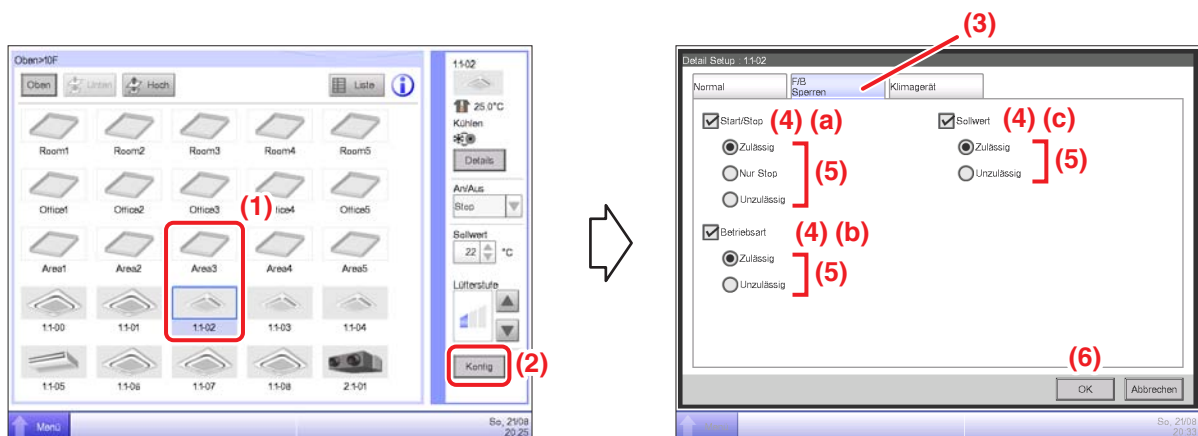 Oben>10F
Oben Unten Hoch Liste
Room1 Room2 Room3 Room4 Room5
Office1 Office2 Office3 Office4 Office5
(1)
Area1 Area2 Area3 Area4 Area5
1:1-00 1:1-01 1:1-02 1:1-03 1:1-04
1:1-05 1:1-06 1:1-07 1:1-08 2:1-01
1:1-02
25.0°C
Kühlen
Details
An/Aus
Stop
Sollwert
22 °C
Lüfterstufe
Konfig (2)
Menü
So, 21/08
20:25
(3)
Detail Setup : 1:1-02
Normal
F/B
Sperren
Klimagerät
Start/Stop (4) (a)
Zulässig
Nur Stop (5)
Unzulässig
Betriebsart (4) (b)
Zulässig
(5)
Unzulässig
Sollwert (4) (c)
Zulässig
(5)
Unzulässig
(6)
OK Abbrechen
So, 21/08
20:33